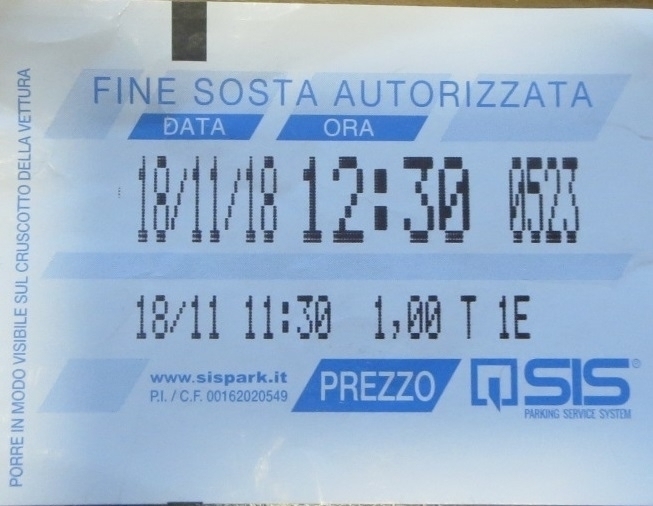 FINE SOSTA AUTORIZZATA
DATA ORA
18/11/18 12:30 0523
18/11 11:30 1,00 T 1E
www.sispark.it
P.I. / C.F. 00162020549
PREZZO
SIS®
PARKING SERVICE SYSTEM
PORRE IN MODO VISIBILE SUL CRUSCOTTO DELLA VETTURA